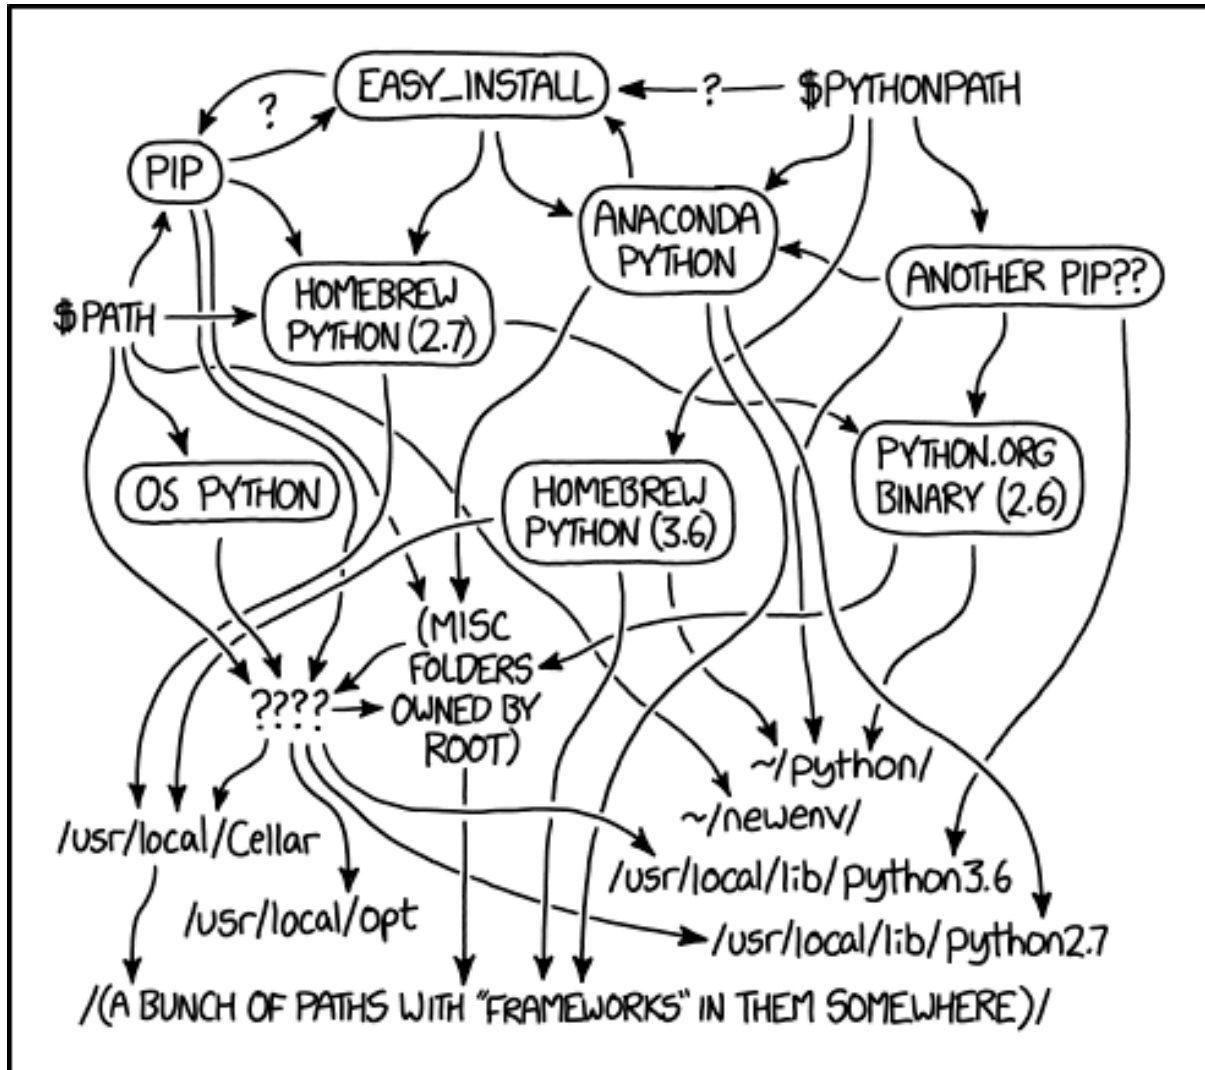 EASY_INSTALL
?
$PYTHONPATH
?
PIP
ANACONDA
PYTHON
ANOTHER PIP??
HOMEBREW
PYTHON (2.7)
$PATH
OS PYTHON
HOMEBREW
PYTHON (3.6)
PYTHON.ORG
BINARY (2.6)
(MISC
FOLDERS
OWNED BY
ROOT)
????
~/python/
~/newenv/
/usr/local/Cellar
/usr/local/lib/python3.6
/usr/local/opt
/usr/local/lib/python2.7
/(A BUNCH OF PATHS WITH "FRAMEWORKS" IN THEM SOMEWHERE)/